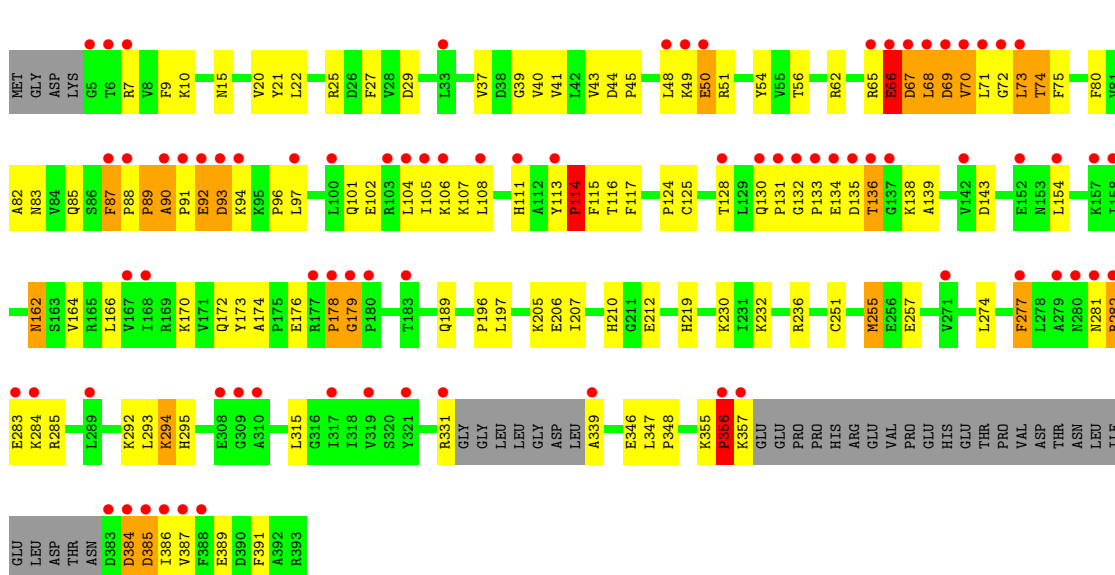 MET GLY ASP LYS G5 T6 R7 V8 F9 K10 N15 V20 Y21 L22 R25 D26 F27 V28 D29 L33 V37 D38 G39 V40 V41 L42 V43 D44 P45 L48 K49 E50 R51 Y54 V55 T56 R62 R65 E66 D67 L68 D69 V70 L71 G72 L73 T74 F75 F80 V81
A82 N83 V84 Q85 S86 F87 P88 P89 A90 P91 E92 D93 K94 K95 P96 L97 L100 Q101 E102 R103 L104 I105 K106 K107 L108 H111 A112 Y113 P114 F115 T116 F117 P124 C125 T128 L129 Q130 P131 G132 P133 E134 D135 T136 G137 K138 A139 V142 D143 E152 N153 L154 K157 I158
N162 S163 V164 R165 L166 V167 I168 R169 K170 V171 Q172 Y173 A174 P175 E176 R177 P178 G179 P180 T183 Q189 P196 L197 K205 E206 I207 H210 G211 E212 H219 K230 I231 K232 R236 C251 M255 E256 E257 V271 L274 F277 L278 A279 N280 N281
E283 K284 R285 L289 K292 L293 K294 H295 E308 G309 A310 L315 G316 I317 I318 V319 S320 Y321 R331 GLY GLY LEU LEU GLY ASP LEU A339 E346 L347 P348 K355 P356 K357 GLU GLU PRO PRO HIS ARG GLU VAL PRO GLU HIS GLU THR PRO VAL ASP THR ASN LEU ILE
GLU LEU ASP THR ASN D383 D384 D385 I386 V387 F388 E389 D390 F391 A392 R393